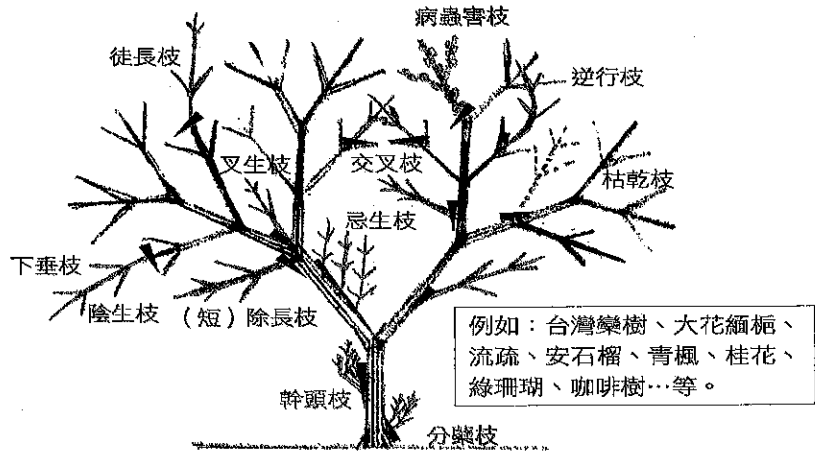 病蟲害枝
徒長枝
逆行枝
叉生枝
交叉枝
枯乾枝
忌生枝
下垂枝
陰生枝
（短）除長枝
例如：台灣欒樹、大花緬梔、
流疏、安石榴、青楓、桂花、
綠珊瑚、咖啡樹…等。
幹頭枝
分蘗枝